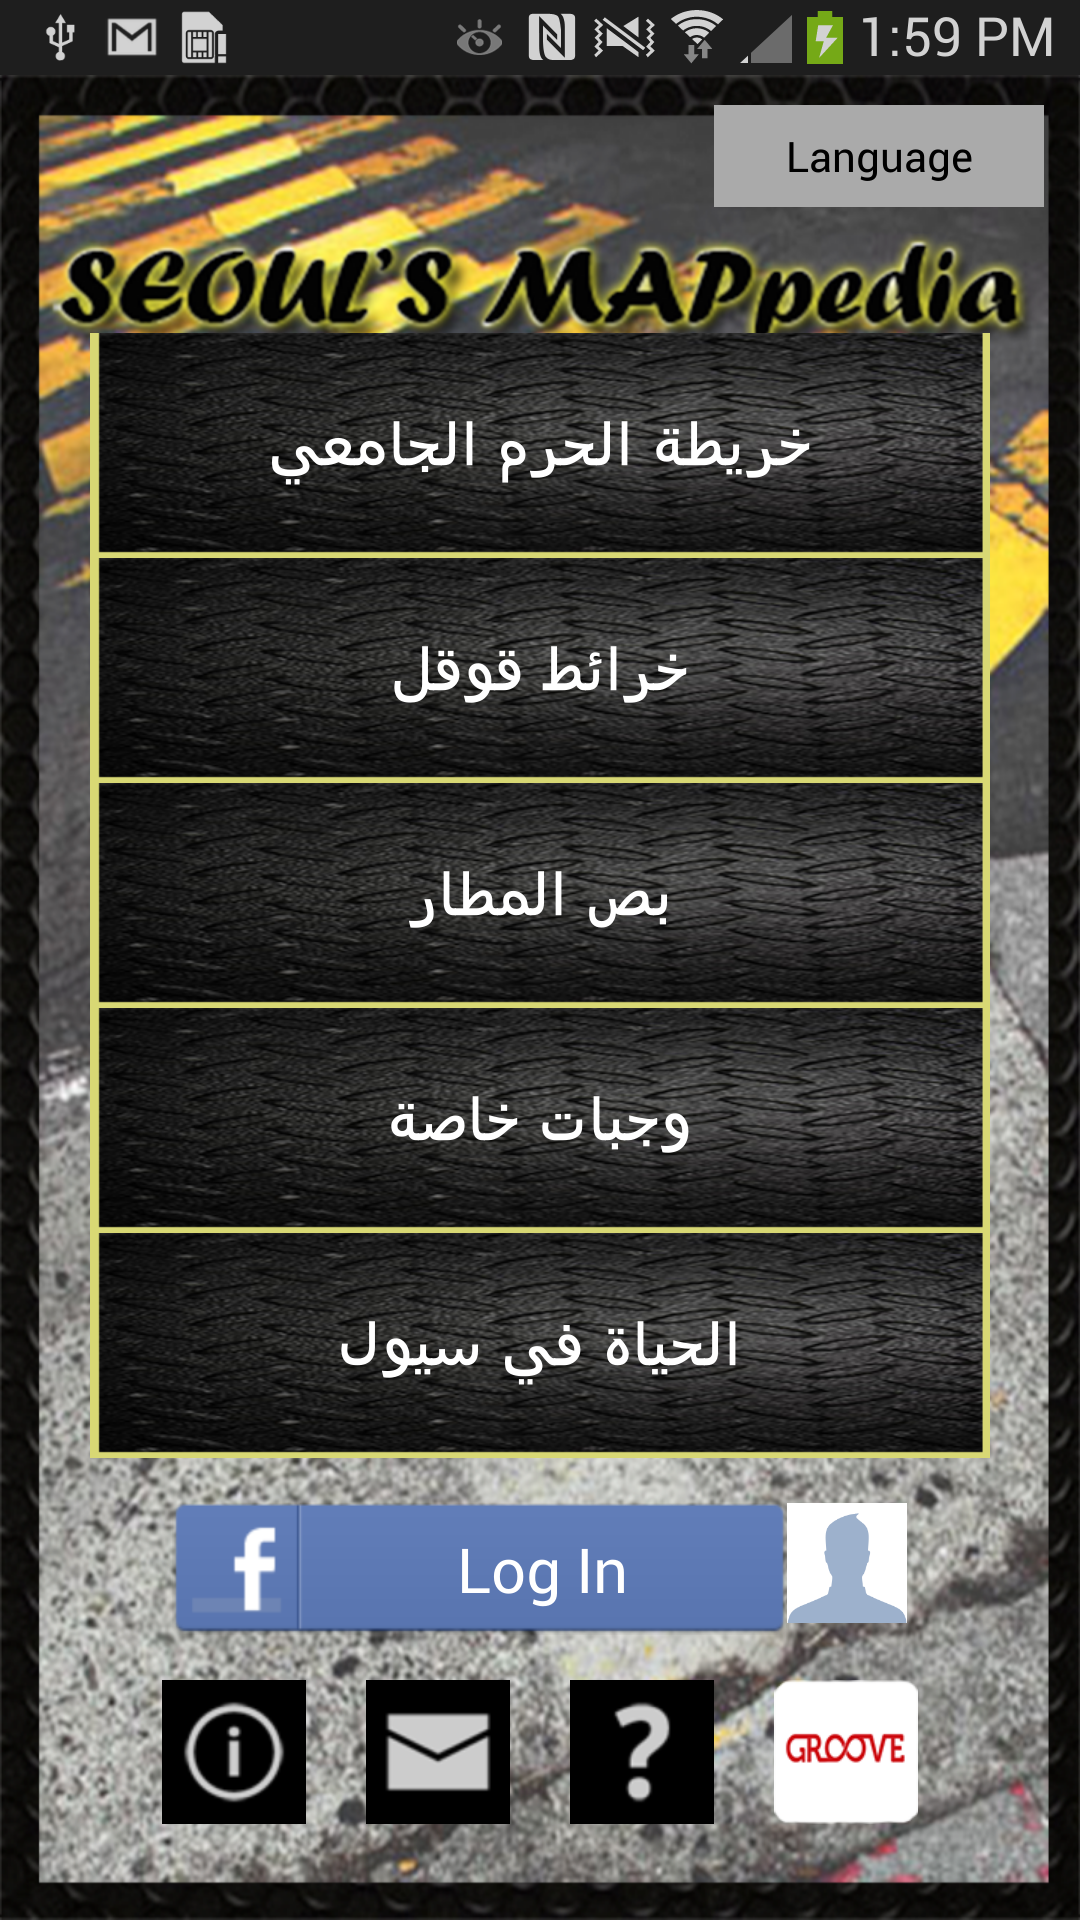 1:59 PM
Language
SEOUL'S MAPpedia
خريطة الحرم الجامعي
خرائط قوقل
بص المطار
وجبات خاصة
الحياة في سيول
f Log In
GROOVE